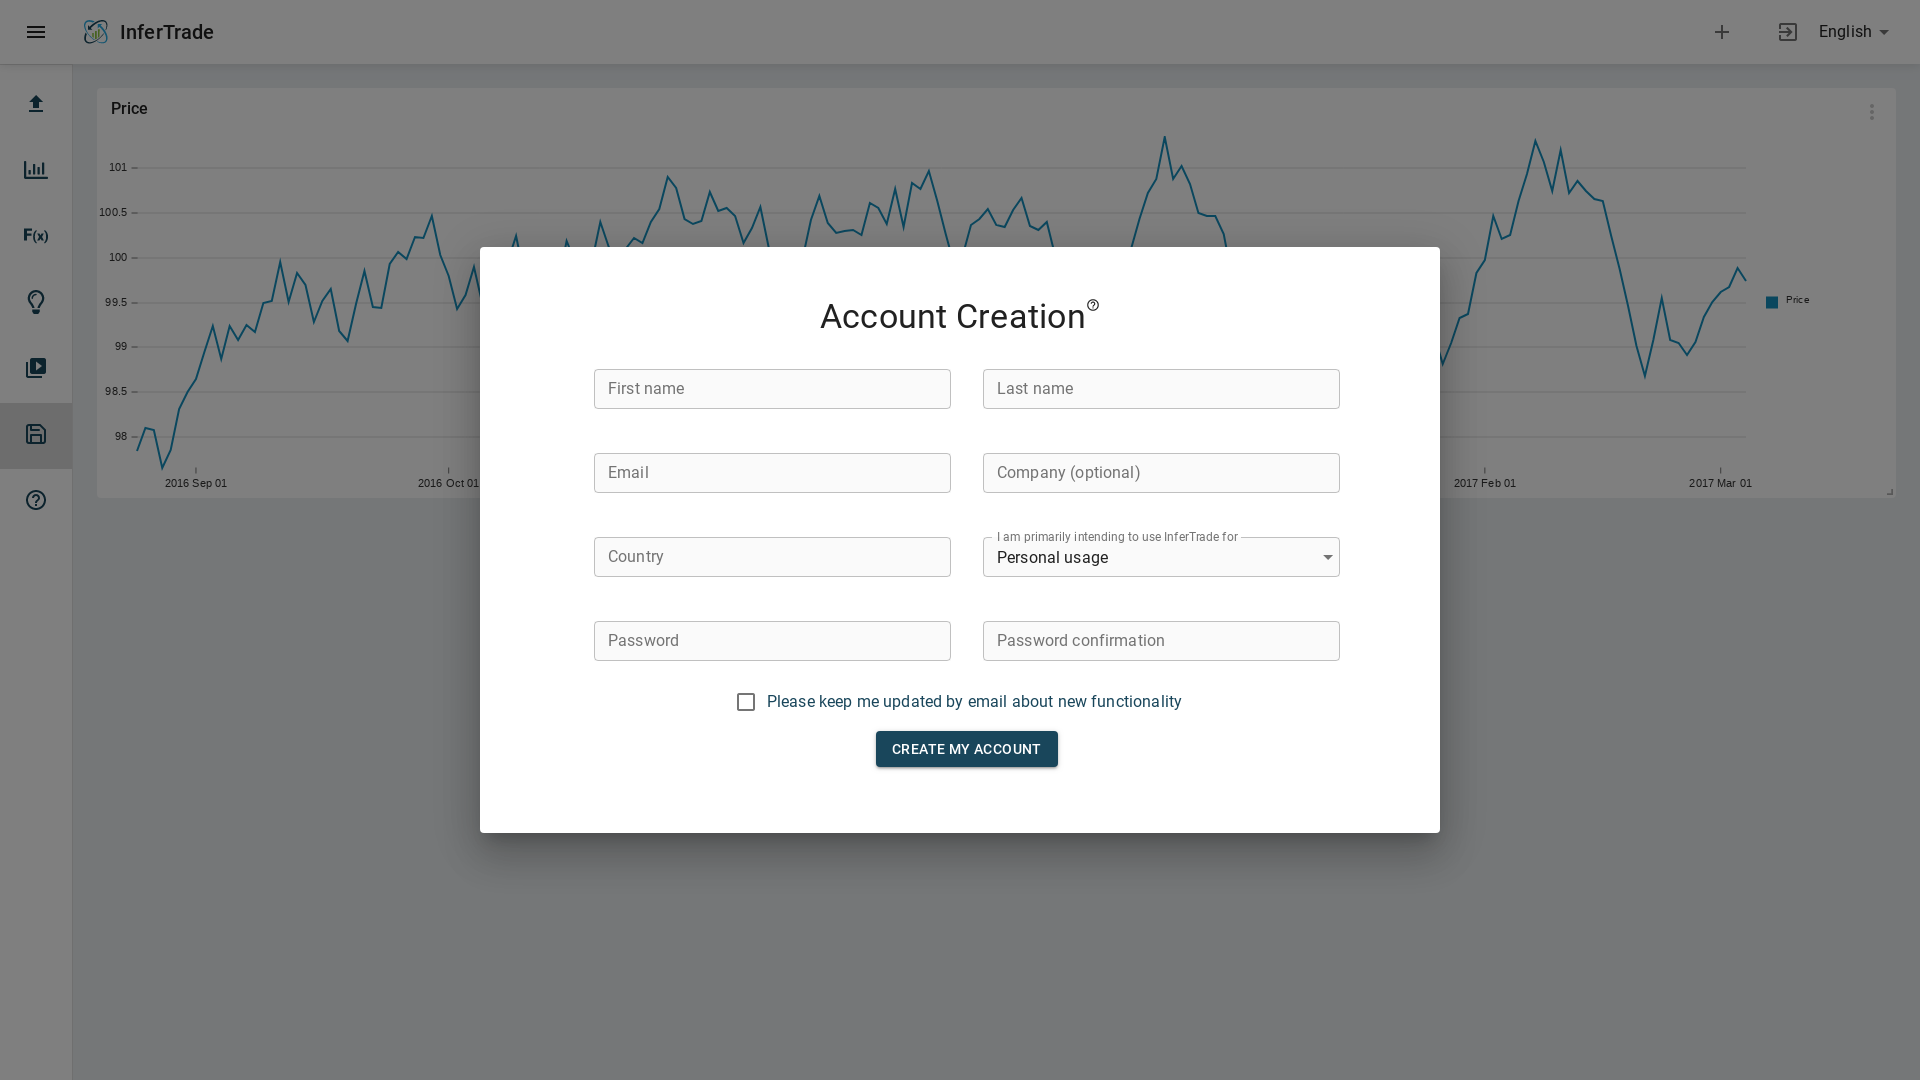 InferTrade
English
Price
101
100.5
100
99.5
99
98.5
98
2016 Sep 01
2016 Oct 01
2017 Feb 01
2017 Mar 01
Price
F(x)
Account Creation
First name
Last name
Email
Company (optional)
Country
I am primarily intending to use InferTrade for
Personal usage
Password
Password confirmation
Please keep me updated by email about new functionality
CREATE MY ACCOUNT